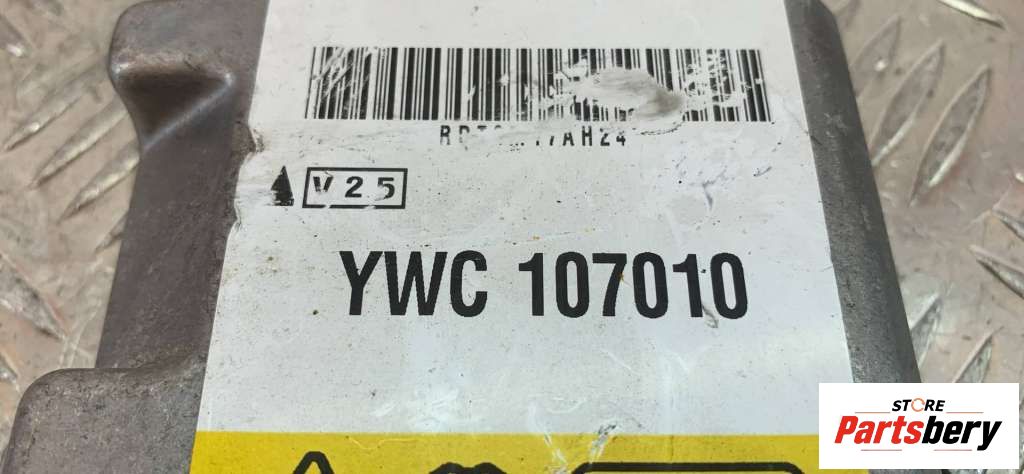 V25
YWC 107010
STORE
Partsbery